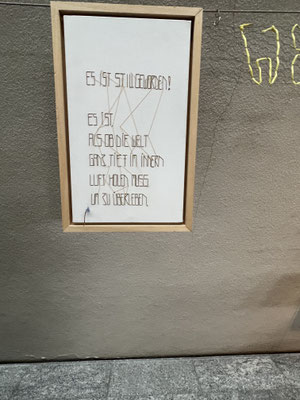 ES IST STILL GEWORDEN!
ES IST
ALS OB DIE WELT
GANZ TIEF IM INNERN
LUFT HOLEN MUSS
UM ZU ÜBERLEBEN.